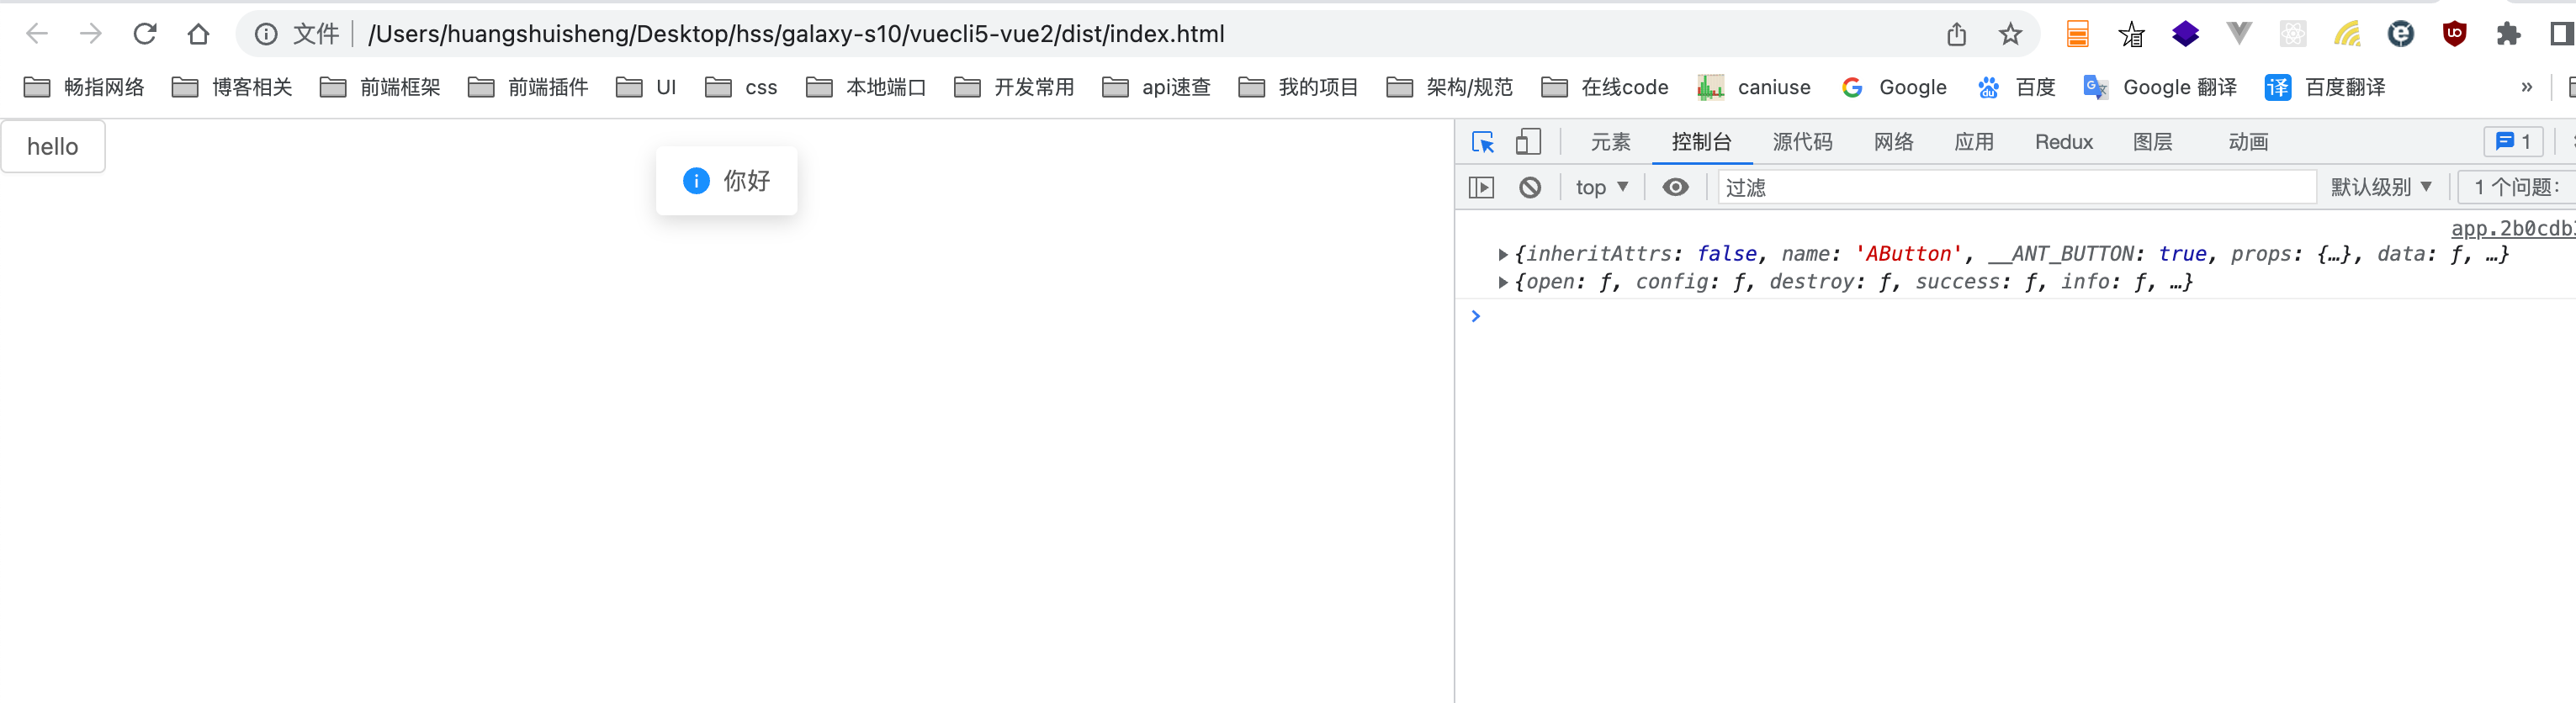 文件 | /Users/huangshuisheng/Desktop/hss/galaxy-s10/vuecli5-vue2/dist/index.html
畅指网络 博客相关 前端框架 前端插件 UI css 本地端口 开发常用 api速查 我的项目 架构/规范 在线code caniuse Google 百度 Google 翻译 百度翻译 »
hello
你好
元素 控制台 源代码 网络 应用 Redux 图层 动画 1
top 过滤 默认级别 1 个问题:
app.2b0cdb
{inheritAttrs: false, name: 'AButton', __ANT_BUTTON: true, props: {…}, data: ƒ, …}
{open: ƒ, config: ƒ, destroy: ƒ, success: ƒ, info: ƒ, …}